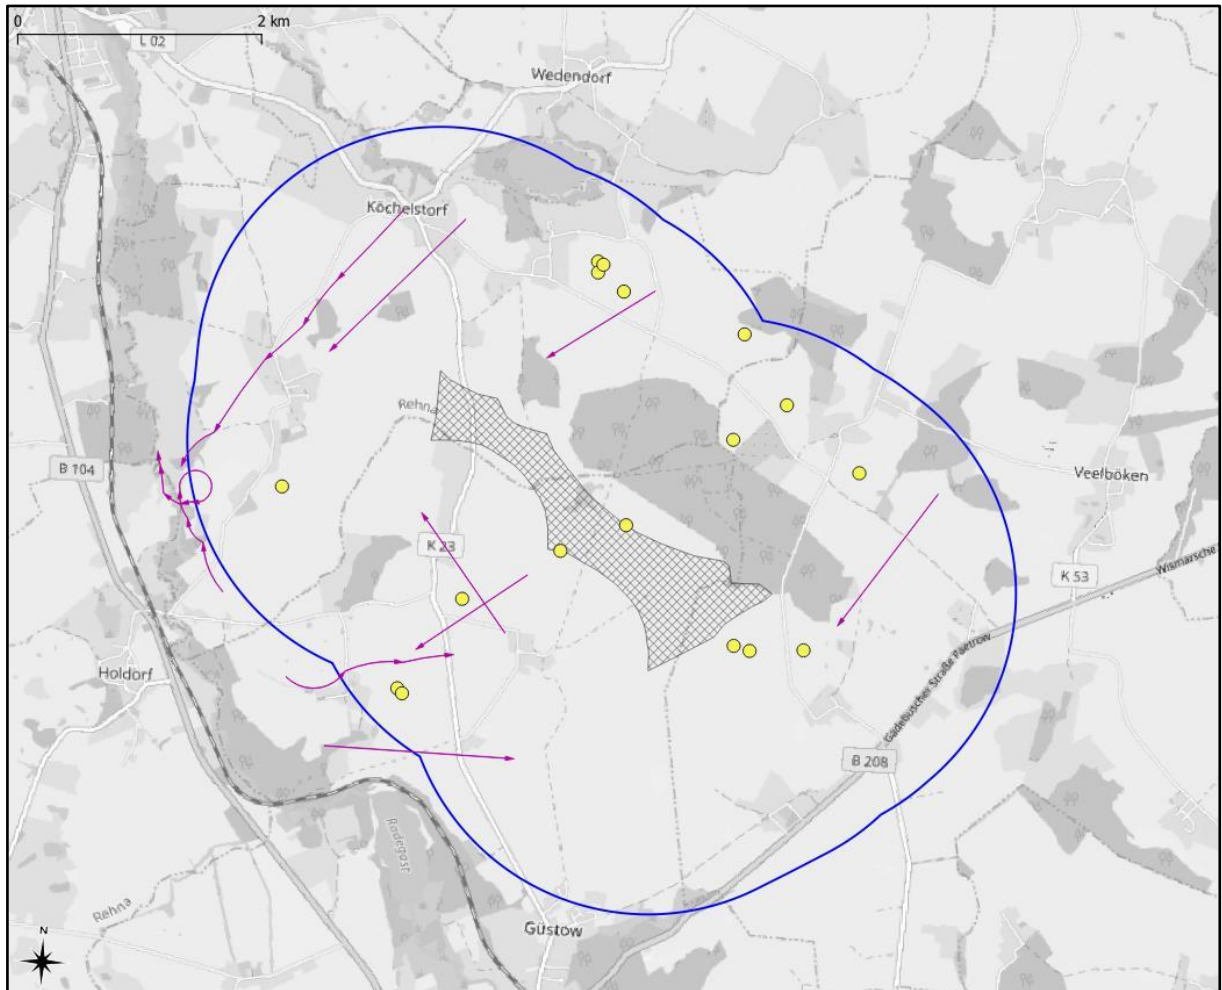 0 2 km
L 02
Wedendorf
Köchelstorf
Rehna
B 104
Veelböken
K 23
K 53
Wismarsche
Holdorf
Gadebuscher Straße Paetrow
B 208
Radegast
Rehna
Güstow
N